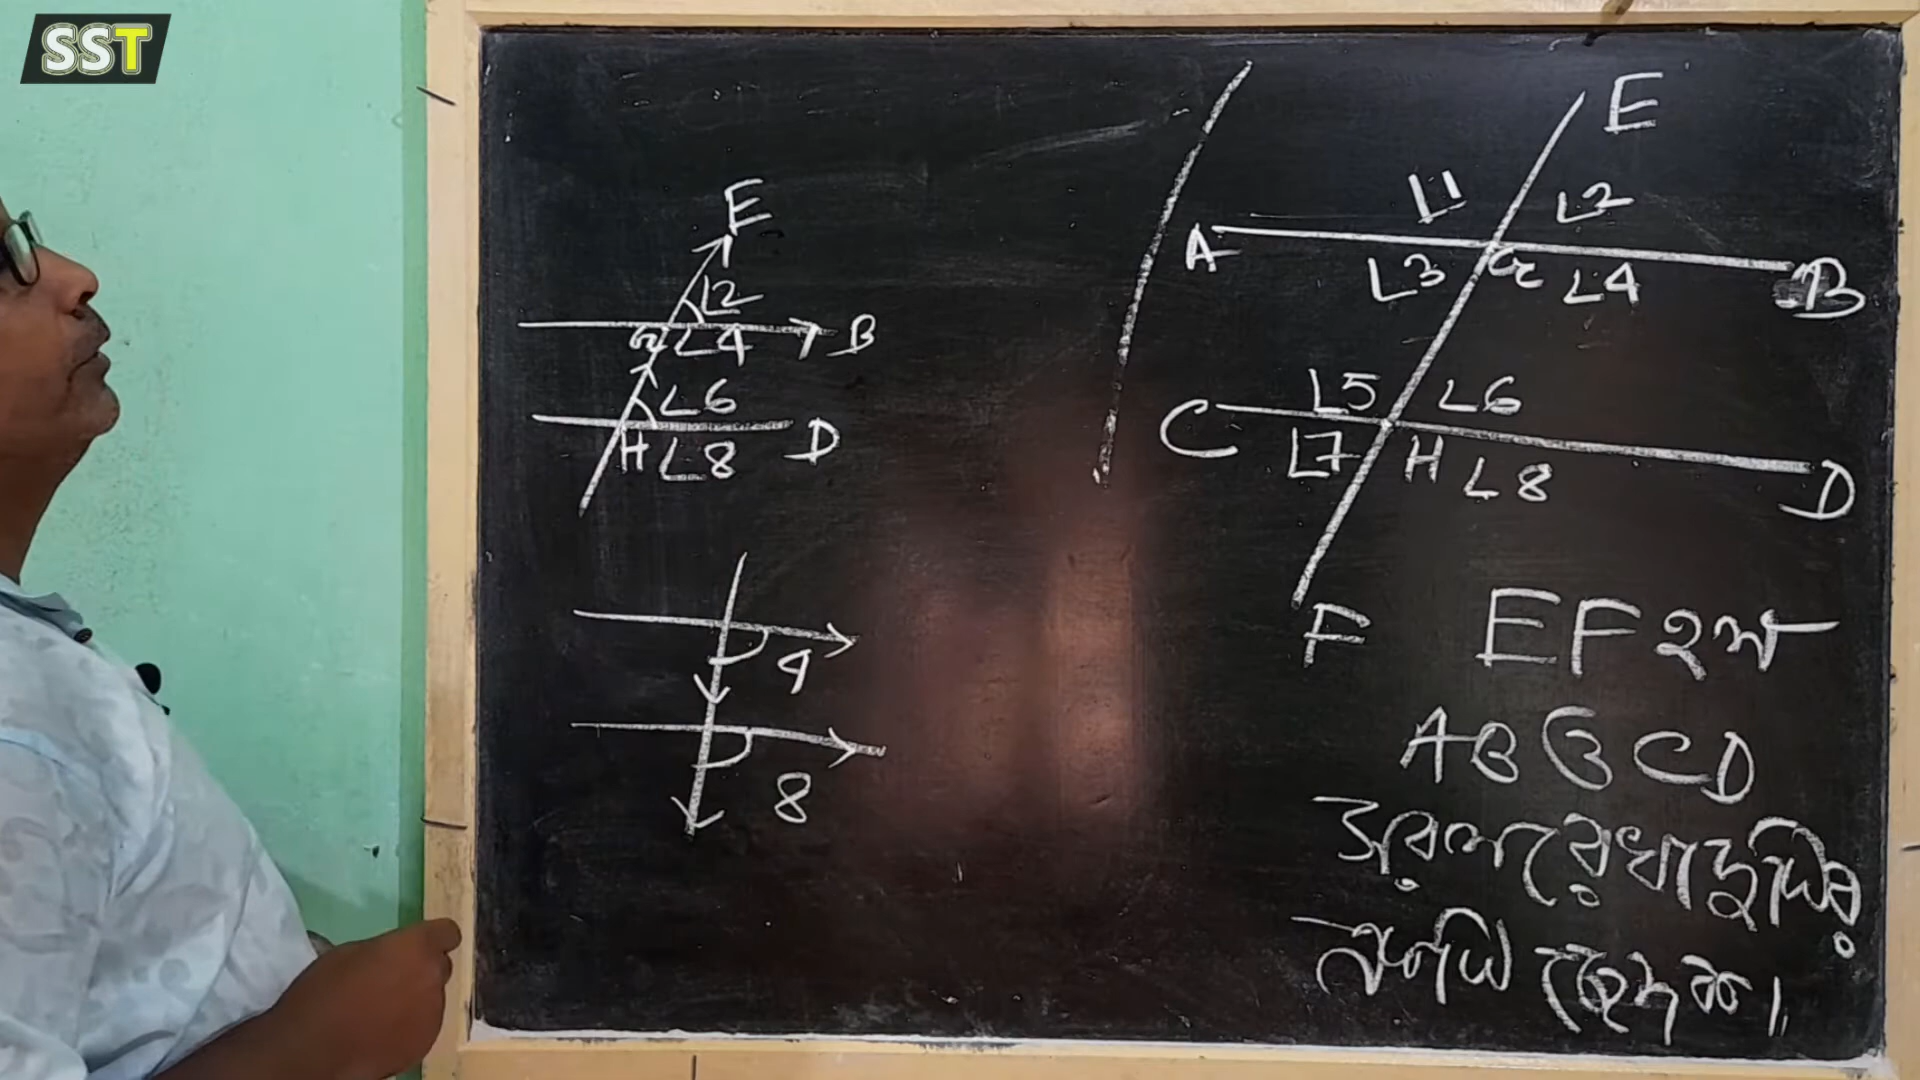 SST
E
∠2
G ∠4 B
∠6
H ∠8 D
4
8
E
∠1 ∠2
A ∠3 G ∠4 B
∠5 ∠6
C ∠7 H ∠8 D
F
EF হল
AB ও CD
সরলরেখা দুটির
একটি ছেদক।